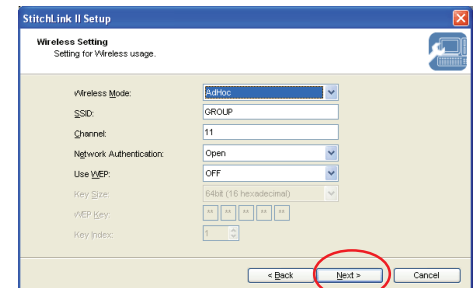 StitchLink II Setup
Wireless Setting
Setting for Wireless usage.
Wireless Mode: AdHoc
SSID: GROUP
Channel: 11
Network Authentication: Open
Use WEP: OFF
Key Size: 64bit (16 hexadecimal)
WEP Key: ** ** ** ** **
Key Index: 1
< Back Next > Cancel